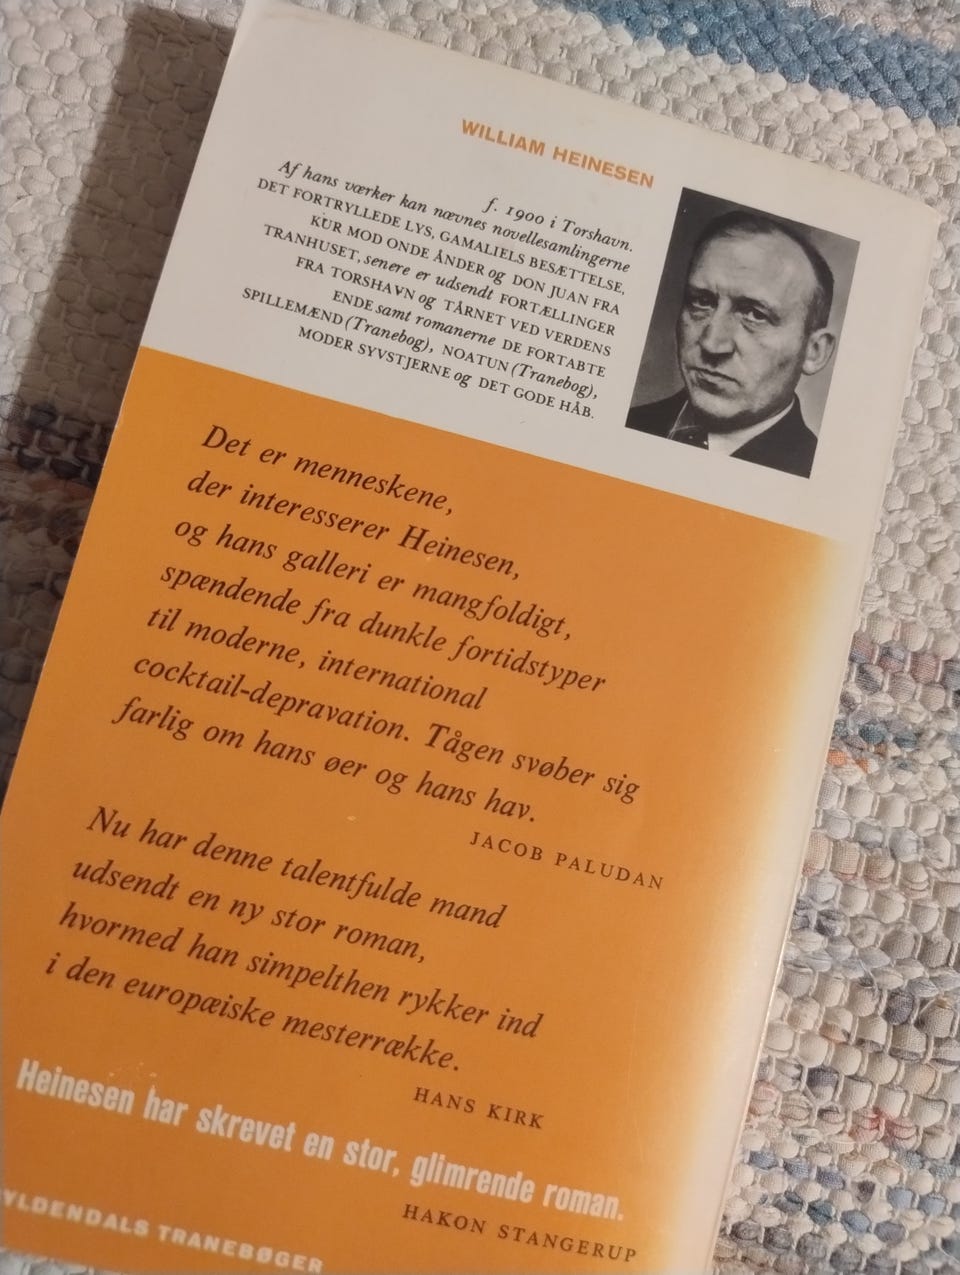 WILLIAM HEINESEN
f. 1900 i Torshavn.
Af hans værker kan nævnes novellesamlingerne
DET FORTRYLLEDE LYS, GAMALIELS BESÆTTELSE,
KUR MOD ONDE ÅNDER og DON JUAN FRA
TRANHUSET, senere er udsendt FORTÆLLINGER
FRA TORSHAVN og TÅRNET VED VERDENS
ENDE samt romanerne DE FORTABTE
SPILLEMÆND (Tranebog), NOATUN (Tranebog),
MODER SYVSTJERNE og DET GODE HÅB.
Det er menneskene,
der interesserer Heinesen,
og hans galleri er mangfoldigt,
spændende fra dunkle fortidstyper
til moderne, international
cocktail-depravation. Tågen svøber sig
farlig om hans øer og hans hav.
JACOB PALUDAN
Nu har denne talentfulde mand
udsendt en ny stor roman,
hvormed han simpelthen rykker ind
i den europæiske mesterrække.
HANS KIRK
Heinesen har skrevet en stor, glimrende roman.
HAKON STANGERUP
YLDENDALS TRANEBØGER